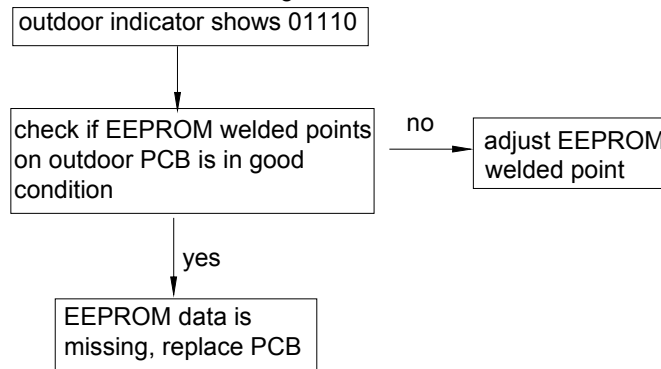 outdoor indicator shows 01110
check if EEPROM welded points
on outdoor PCB is in good
condition
no
adjust EEPROM
welded point
yes
EEPROM data is
missing, replace PCB